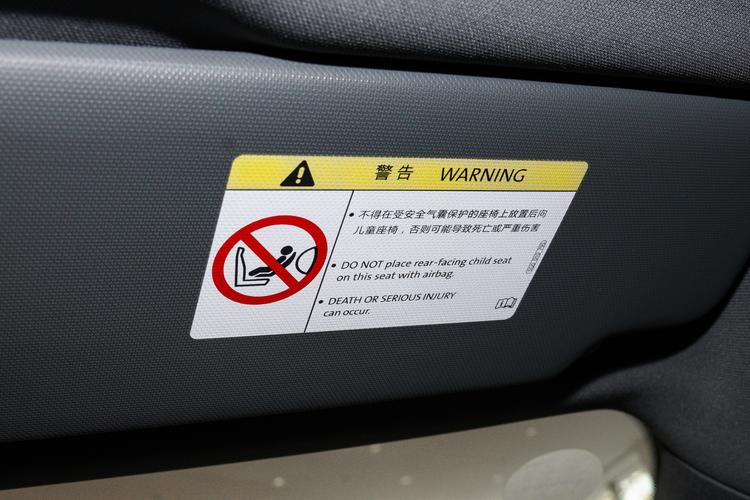 警告 WARNING
• 不得在受安全气囊保护的座椅上放置后向
儿童座椅，否则可能导致死亡或严重伤害
• DO NOT place rear-facing child seat
on this seat with airbag.
• DEATH OR SERIOUS INJURY
can occur.